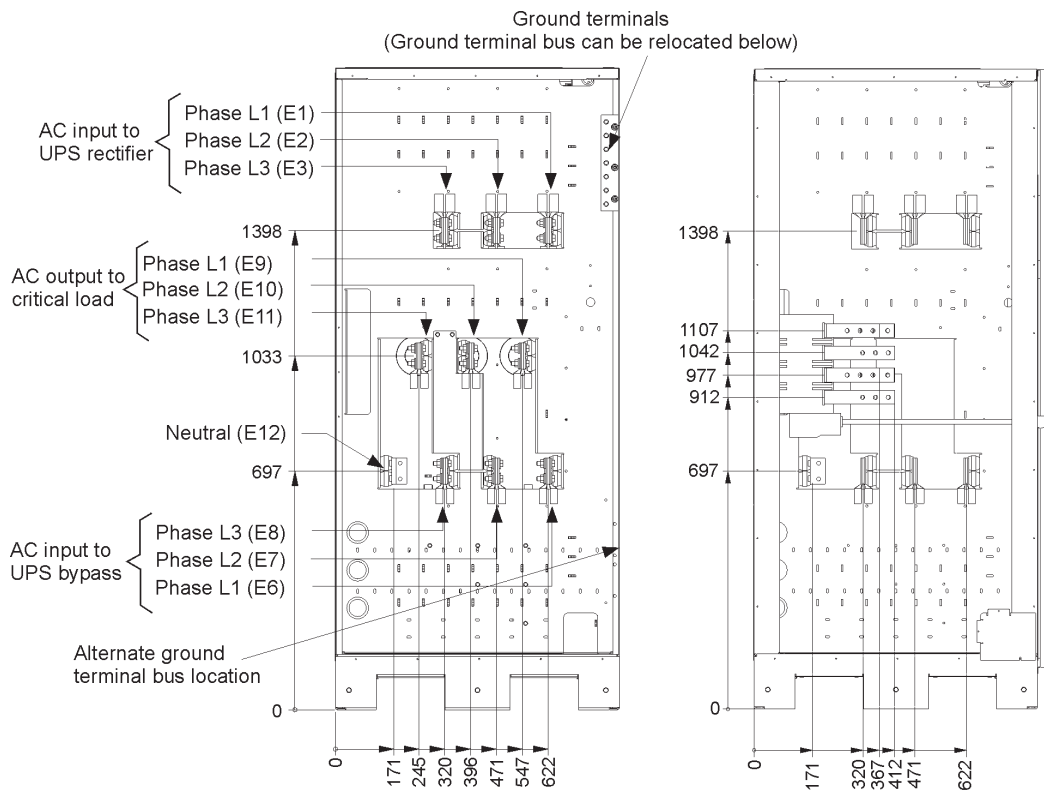 Ground terminals
(Ground terminal bus can be relocated below)
AC input to
UPS rectifier
Phase L1 (E1)
Phase L2 (E2)
Phase L3 (E3)
1398
AC output to
critical load
Phase L1 (E9)
Phase L2 (E10)
Phase L3 (E11)
1033
Neutral (E12)
697
AC input to
UPS bypass
Phase L3 (E8)
Phase L2 (E7)
Phase L1 (E6)
Alternate ground
terminal bus location
0
0
171
245
320
396
471
547
622
1398
1107
1042
977
912
697
0
0
171
320
367
412
471
622